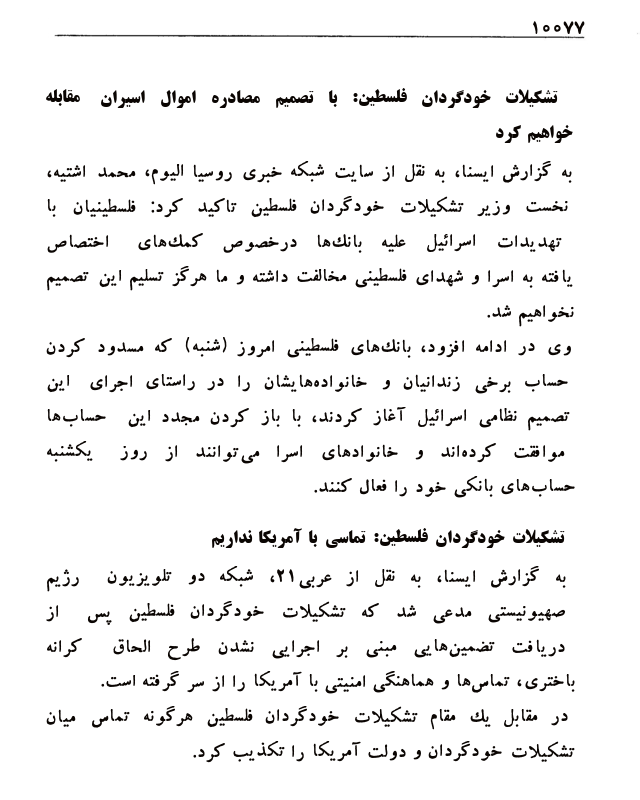 ۱۰۰۷۷
تشکیلات خودگردان فلسطین: با تصمیم مصادره اموال اسیران مقابله
خواهیم کرد
به گزارش ایسنا، به نقل از سایت شبکه خبری روسیا الیوم، محمد اشتیه،
نخست وزیر تشکیلات خودگردان فلسطین تاکید کرد: فلسطینیان با
تهدیدات اسرائیل علیه بانک‌ها درخصوص کمک‌های اختصاص
یافته به اسرا و شهدای فلسطینی مخالفت داشته و ما هرگز تسلیم این تصمیم
نخواهیم شد.
وی در ادامه افزود، بانک‌های فلسطینی امروز (شنبه) که مسدود کردن
حساب برخی زندانیان و خانواده‌هایشان را در راستای اجرای این
تصمیم نظامی اسرائیل آغاز کردند، با باز کردن مجدد این حساب‌ها
موافقت کرده‌اند و خانوادهای اسرا می‌توانند از روز یکشنبه
حساب‌های بانکی خود را فعال کنند.
تشکیلات خودگردان فلسطین: تماسی با آمریکا نداریم
به گزارش ایسنا، به نقل از عربی۲۱، شبکه دو تلویزیون رژیم
صهیونیستی مدعی شد که تشکیلات خودگردان فلسطین پس از
دریافت تضمین‌هایی مبنی بر اجرایی نشدن طرح الحاق کرانه
باختری، تماس‌ها و هماهنگی امنیتی با آمریکا را از سر گرفته است.
در مقابل یك مقام تشکیلات خودگردان فلسطین هرگونه تماس میان
تشکیلات خودگردان و دولت آمریکا را تکذیب کرد.